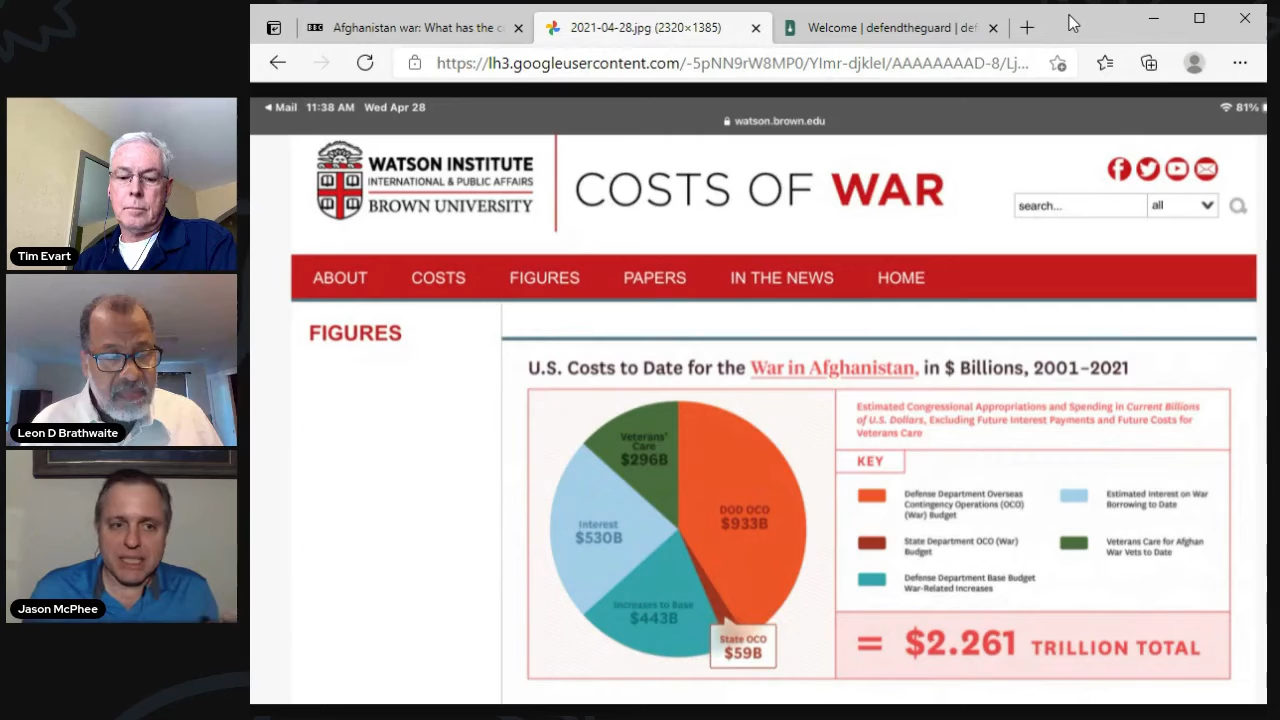 Afghanistan war: What has the c
2021-04-28.jpg (2320×1385)
Welcome | defendtheguard | def
https://lh3.googleusercontent.com/-5pNN9rW8MP0/YImr-djkleI/AAAAAAAAD-8/Lj...
Mail 11:38 AM Wed Apr 28
81%
watson.brown.edu
WATSON INSTITUTE
INTERNATIONAL & PUBLIC AFFAIRS
BROWN UNIVERSITY
COSTS OF WAR
search...
all
ABOUT COSTS FIGURES PAPERS IN THE NEWS HOME
FIGURES
U.S. Costs to Date for the War in Afghanistan, in $ Billions, 2001–2021
Veterans'
Care
$296B
Interest
$530B
DOD OCO
$933B
Increases to Base
$443B
State OCO
$59B
Estimated Congressional Appropriations and Spending in Current Billions
of U.S. Dollars, Excluding Future Interest Payments and Future Costs for
Veterans Care
KEY
Defense Department Overseas
Contingency Operations (OCO)
(War) Budget
State Department OCO (War)
Budget
Defense Department Base Budget
War-Related Increases
Estimated Interest on War
Borrowing to Date
Veterans Care for Afghan
War Vets to Date
= $2.261 TRILLION TOTAL
Tim Evart
Leon D Brathwaite
Jason McPhee